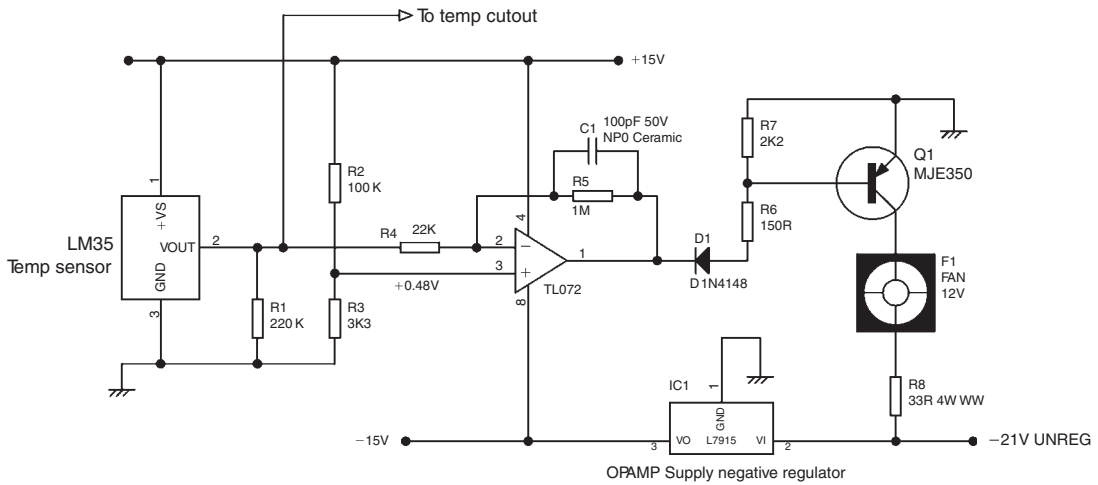 To temp cutout
+15V
C1
100pF 50V
NP0 Ceramic
R7
2K2
R2
100 K
R5
1M
Q1
MJE350
1
+VS
4
R6
150R
LM35
Temp sensor
VOUT
2
R4
22K
2
−
1
D1
3
+
GND
+0.48V
TL072
D1N4148
F1
FAN
12V
3
8
R1
220 K
R3
3K3
R8
33R 4W WW
IC1
1
GND
−15V
3
VO
L7915
VI
2
−21V UNREG
OPAMP Supply negative regulator